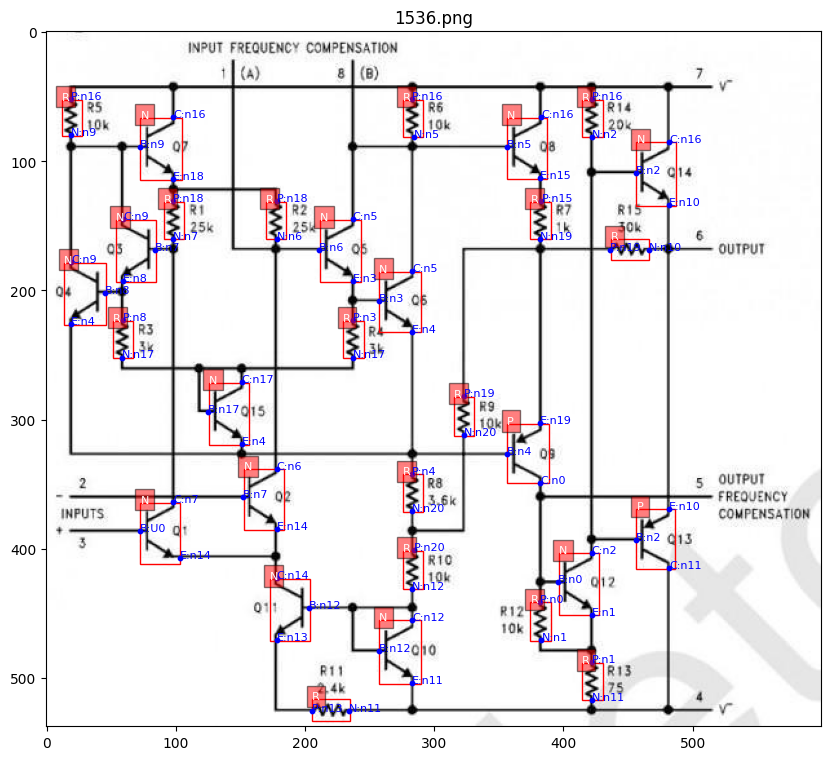 1536.png
INPUT FREQUENCY COMPENSATION
1 (A) 8 (B)
7 V⁻
R P:n16 R5 10k N:n9
N C:n16 B:n9 Q7 E:n18
R P:n16 R6 10k N:n5
N C:n16 B:n5 Q8 E:n15
R P:n16 R14 20k N:n2
N C:n16 B:n2 Q14 E:n10
R P:n18 R1 25k N:n7
R P:n18 R2 25k N:n6
R P:n15 R7 1k N:n19
R15 30k R N:n10
6 OUTPUT
N C:n9 Q3 E:n8
N C:n5 B:n6 E:n3
N C:n9 Q4 B:n8 E:n4
N C:n5 B:n3 E:n4
R P:n8 R3 3k N:n17
R P:n3 R4 3k N:n17
N C:n17 B:n17 Q15 E:n4
R P:n19 R9 10k N:n20
P E:n19 B:n4 Q9 C:n0
R P:n4 R8 3.6k N:n20
N C:n6 B:n7 Q2 E:n14
5 OUTPUT
FREQUENCY
COMPENSATION
− 2
INPUTS
+ 3
N C:n7 B:U0 Q1 E:n14
P E:n10 B:n2 Q13 C:n11
R P:n20 R10 10k N:n12
N C:n2 B:n0 Q12 E:n1
N C:n14 Q11 B:n12 E:n13
N C:n12 B:n12 Q10 E:n11
R P:n0 R12 10k N:n1
R P:n1 R13 75 N:n11
R11 2.4k R N:n11
4 V⁻
0 100 200 300 400 500
0
100
200
300
400
500